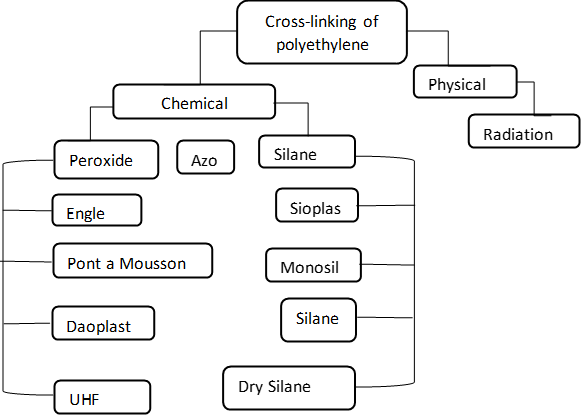 Cross-linking of
polyethylene
Physical
Chemical
Radiation
Peroxide
Azo
Silane
Engle
Sioplas
Pont a Mousson
Monosil
Daoplast
Silane
UHF
Dry Silane